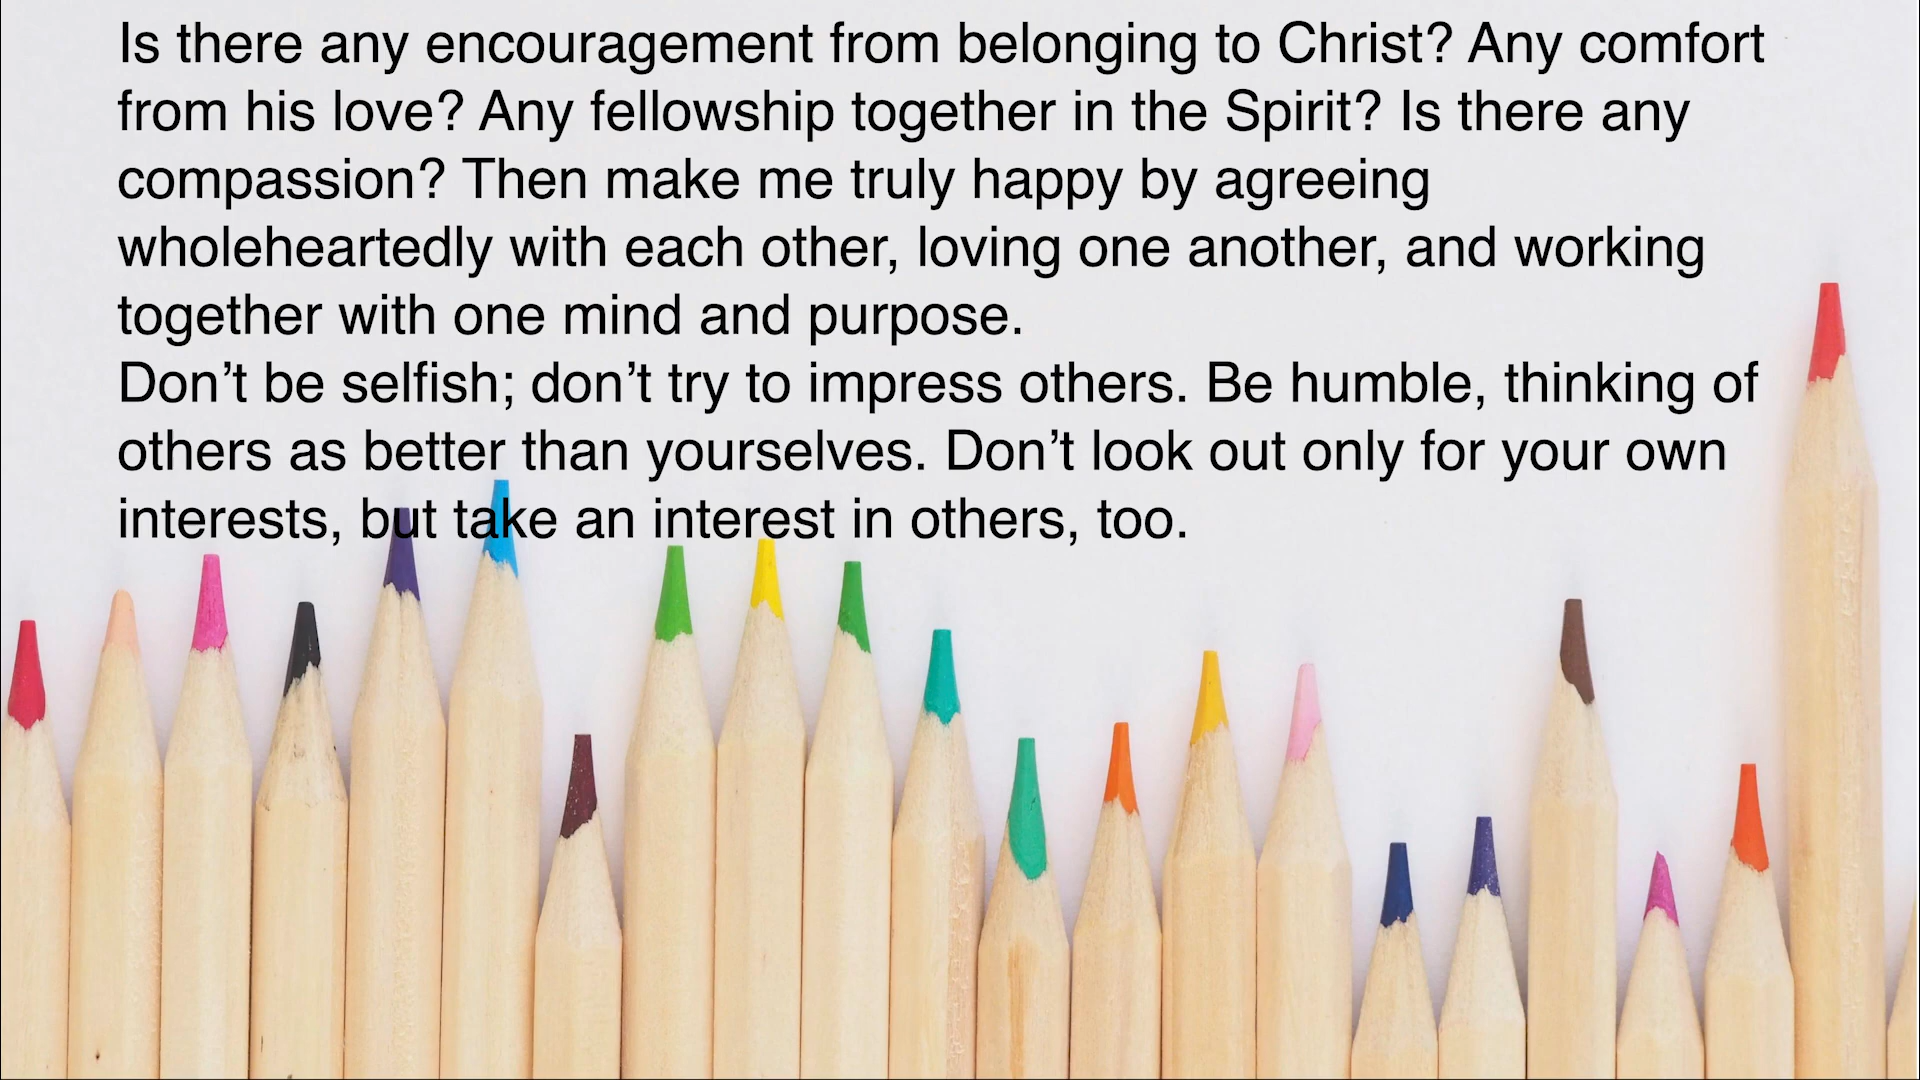 Is there any encouragement from belonging to Christ? Any comfort
from his love? Any fellowship together in the Spirit? Is there any
compassion? Then make me truly happy by agreeing
wholeheartedly with each other, loving one another, and working
together with one mind and purpose.
Don’t be selfish; don’t try to impress others. Be humble, thinking of
others as better than yourselves. Don’t look out only for your own
interests, but take an interest in others, too.